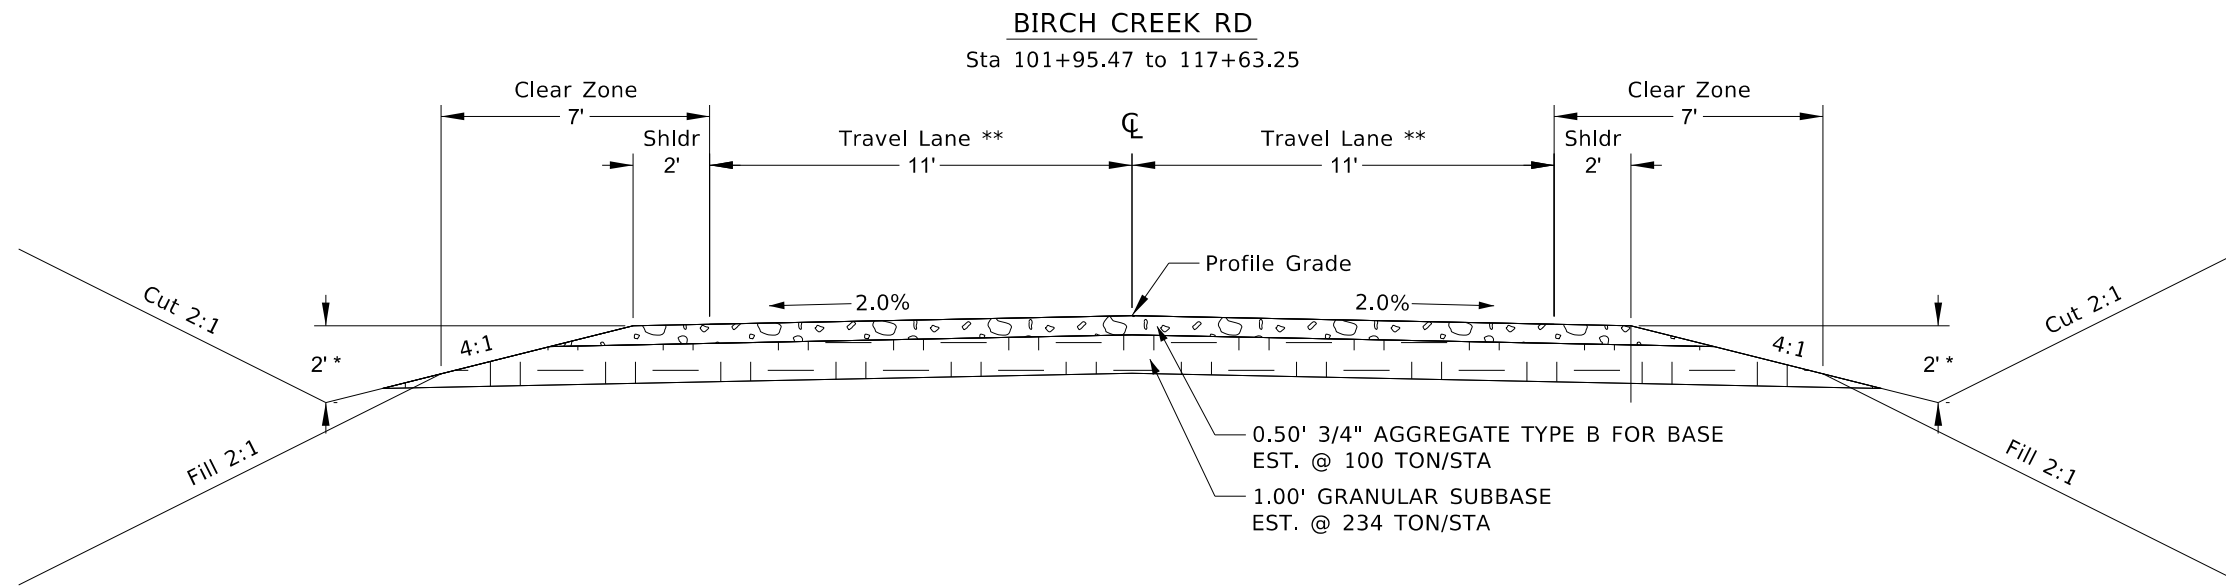 BIRCH CREEK RD
Sta 101+95.47 to 117+63.25
Clear Zone
7'
Clear Zone
7'
Shldr
2'
Travel Lane **
11'
℄
Travel Lane **
11'
Shldr
2'
Profile Grade
2.0%
2.0%
Cut 2:1
Cut 2:1
4:1
4:1
2' *
2' *
Fill 2:1
Fill 2:1
0.50' 3/4" AGGREGATE TYPE B FOR BASE
EST. @ 100 TON/STA
1.00' GRANULAR SUBBASE
EST. @ 234 TON/STA